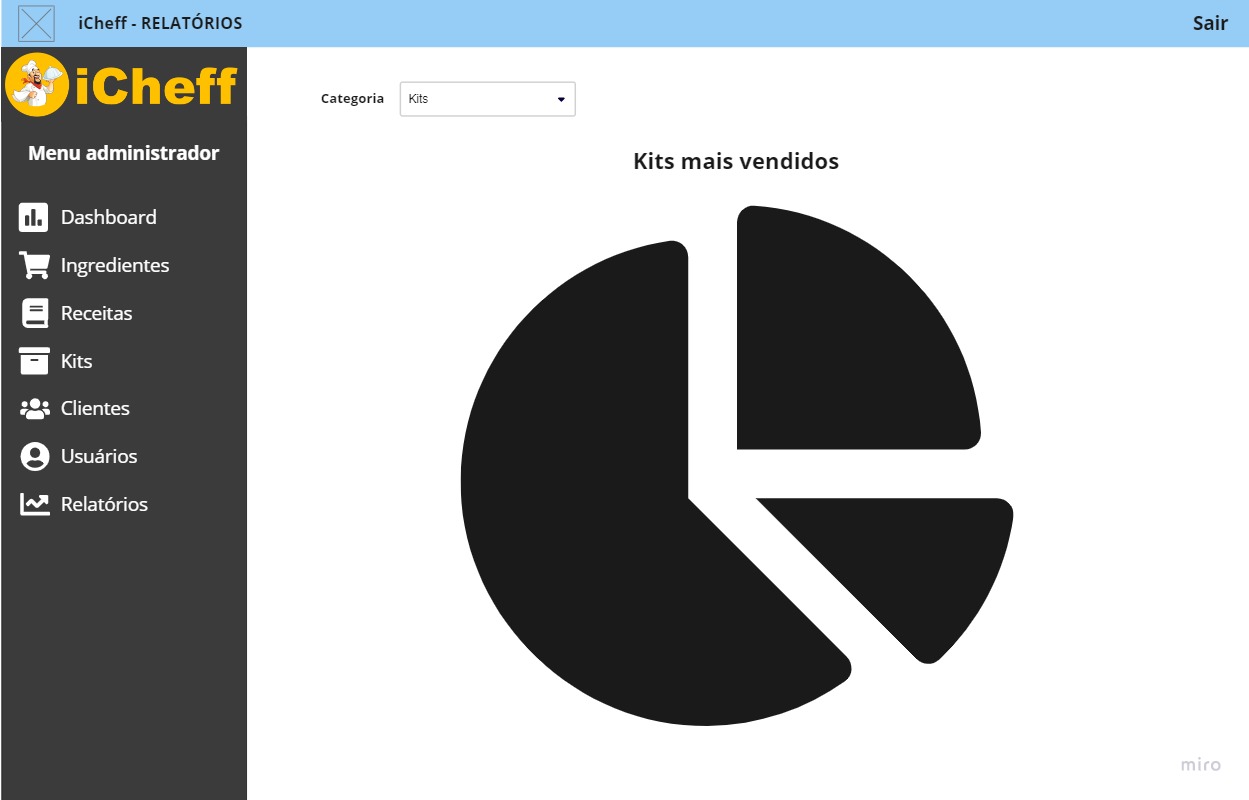 iCheff - RELATÓRIOS
Sair
iCheff
Menu administrador
Dashboard
Ingredientes
Receitas
Kits
Clientes
Usuários
Relatórios
Categoria
Kits
Kits mais vendidos
miro